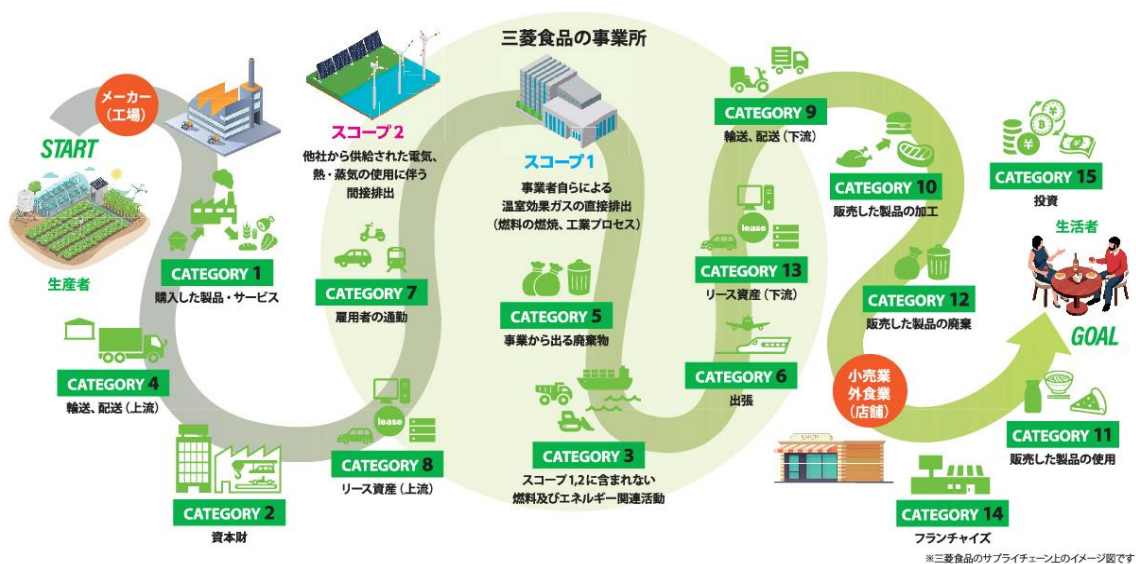 三菱食品の事業所
メーカー
(工場)
START
生産者
CATEGORY 1
購入した製品・サービス
CATEGORY 4
輸送、配送(上流)
CATEGORY 2
資本財
スコープ2
他社から供給された電気、
熱・蒸気の使用に伴う
間接排出
CATEGORY 7
雇用者の通勤
lease
CATEGORY 8
リース資産(上流)
スコープ1
事業者自らによる
温室効果ガスの直接排出
(燃料の燃焼、工業プロセス)
CATEGORY 5
事業から出る廃棄物
CATEGORY 3
スコープ1,2に含まれない
燃料及びエネルギー関連活動
CATEGORY 9
輸送、配送(下流)
lease
CATEGORY 13
リース資産(下流)
CATEGORY 6
出張
CATEGORY 10
販売した製品の加工
CATEGORY 12
販売した製品の廃棄
小売業
外食業
(店舗)
SHOP
CATEGORY 14
フランチャイズ
CATEGORY 15
投資
生活者
GOAL
CATEGORY 11
販売した製品の使用
※三菱食品のサプライチェーン上のイメージ図です